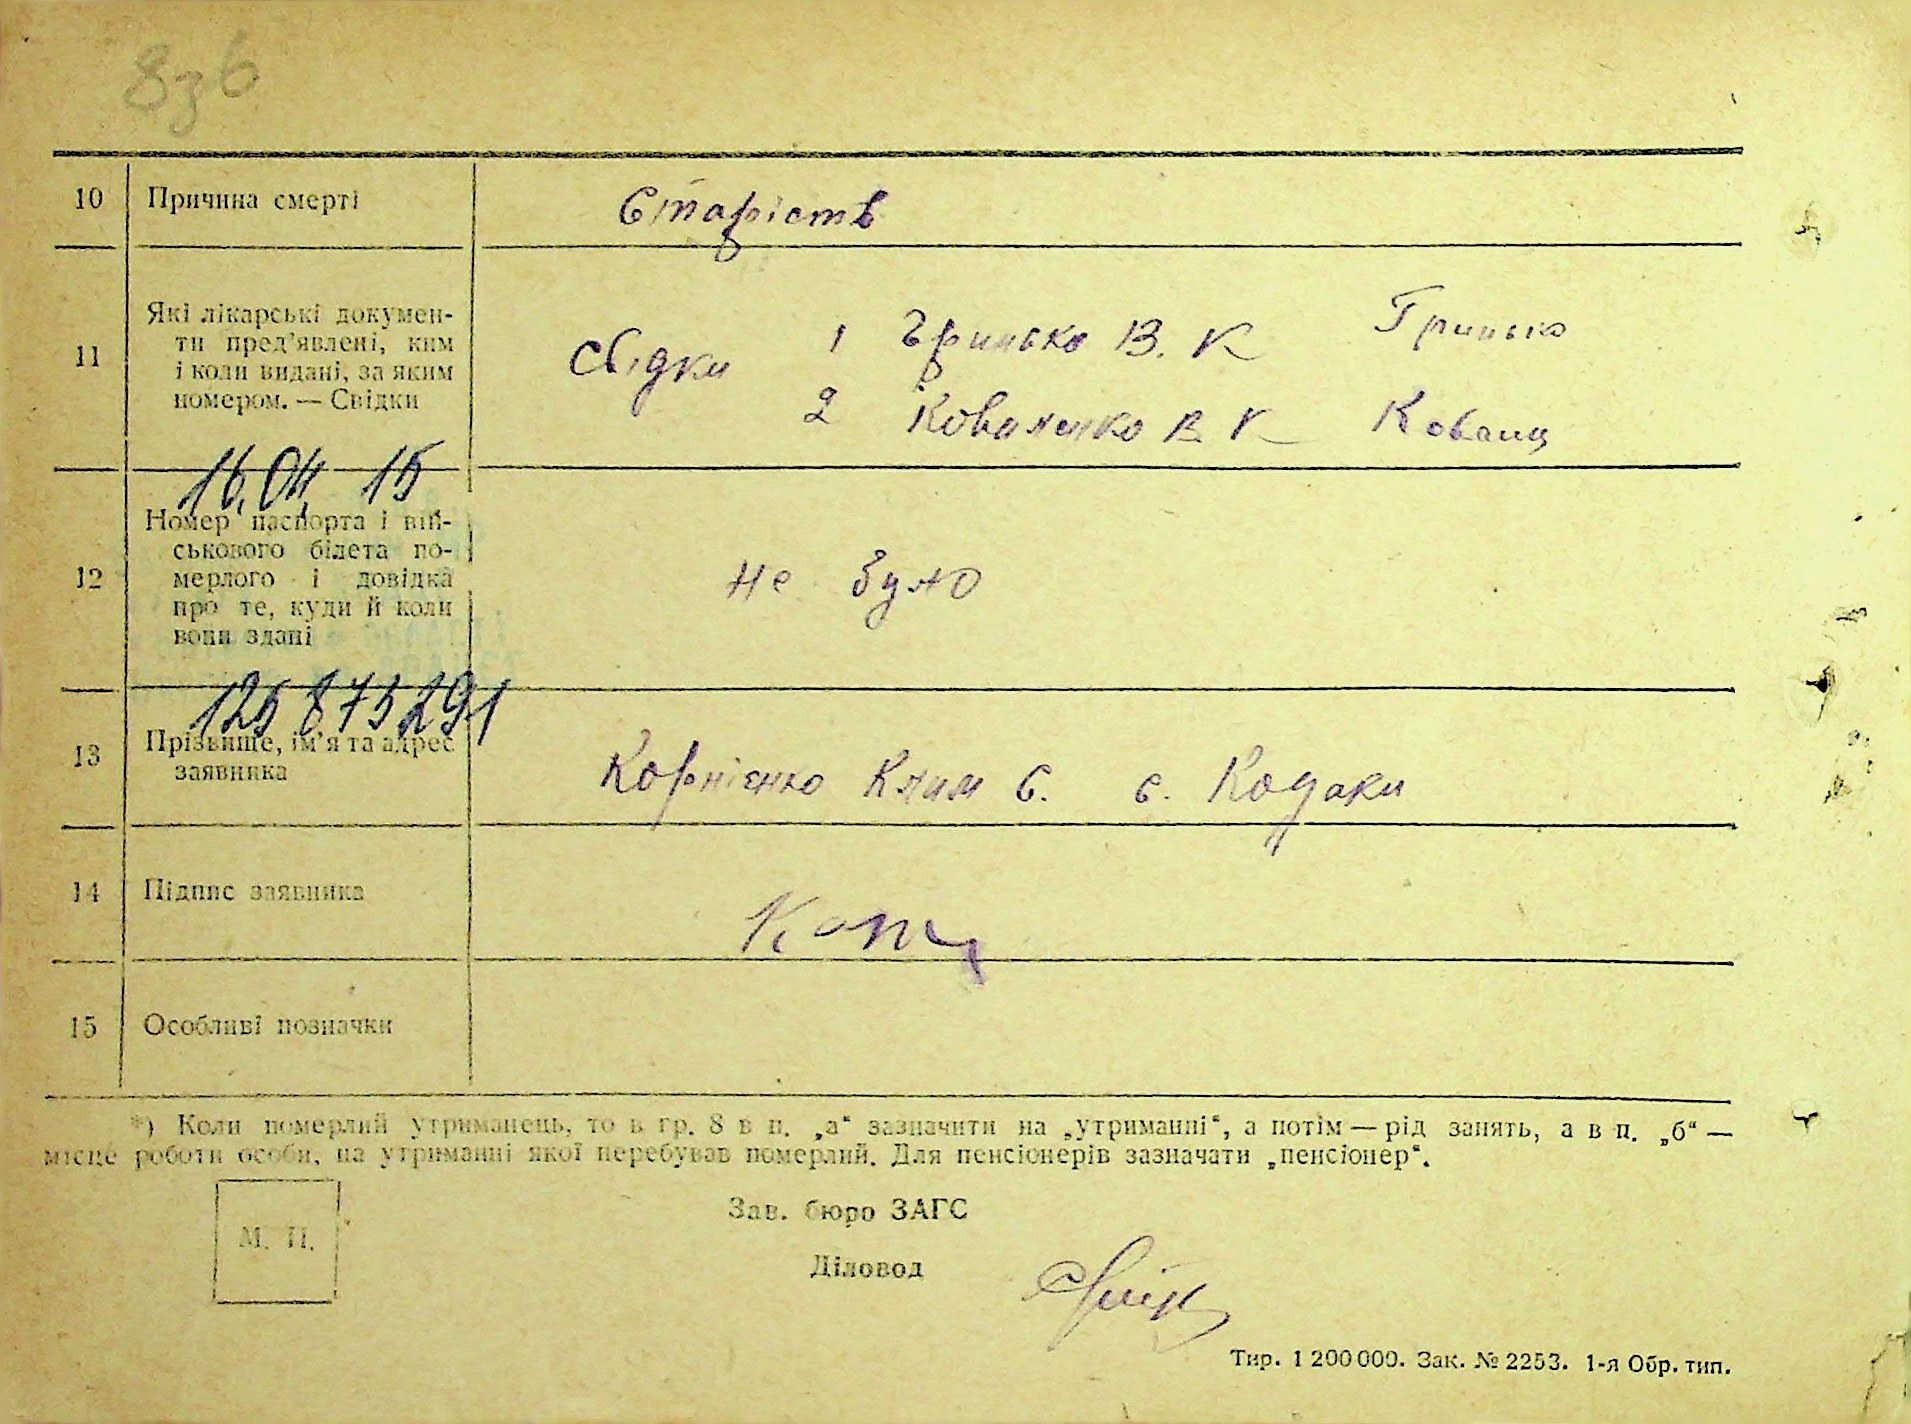 836
10 Причина смерті Старість
11 Які лікарські докумен-
ти пред'явлені, ким
і коли видані, за яким
номером. — Свідки
Свідки 1 Гринько В. К Гринько
2 Коваленко В К Коваленк
16.04 15
12 Номер паспорта і вій-
ськового білета по-
мерлого і довідка
про те, куди й коли
вони здані
не було
125 875 291
13 Прізвище, ім'я та адрес
заявника
Корнієнко Клим Є. с. Кодаки
14 Підпис заявника
15 Особливі позначки
*) Коли померлий утриманець, то в гр. 8 в п. „а“ зазначити на „утриманні“, а потім — рід занять, а в п. „б“ —
місце роботи особи, на утриманні якої перебував померлий. Для пенсіонерів зазначати „пенсіонер“.
М. П.
Зав. бюро ЗАГС
Діловод
Тир. 1 200 000. Зак. № 2253. 1-я Обр. тип.